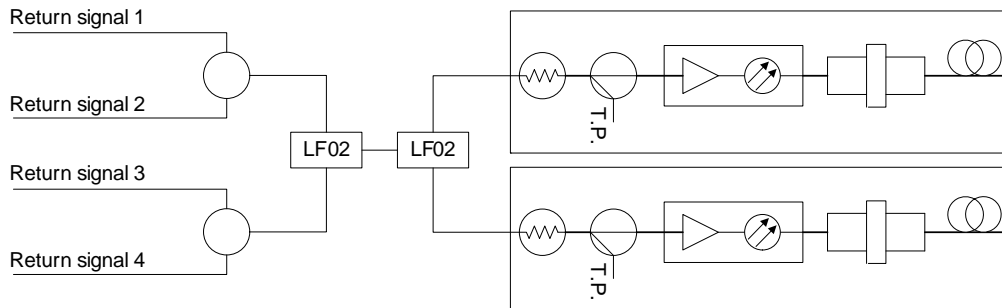 Return signal 1
T.P.
Return signal 2
LF02
LF02
Return signal 3
Return signal 4
T.P.